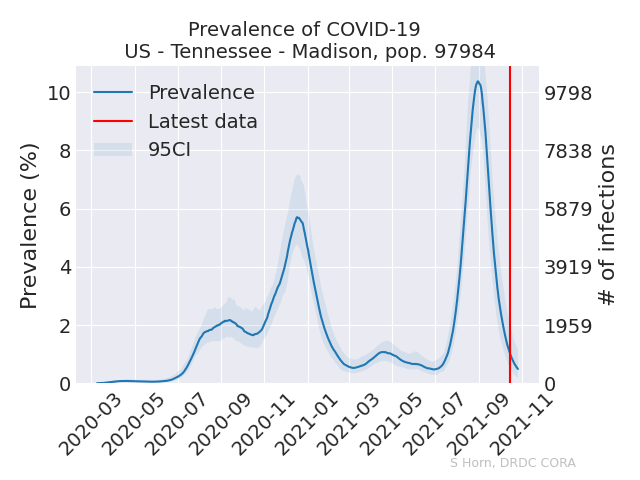 Prevalence of COVID-19
US - Tennessee - Madison, pop. 97984
Prevalence
Latest data
95CI
Prevalence (%)
10
8
6
4
2
0
9798
7838
5879
3919
1959
0
# of infections
2020-03
2020-05
2020-07
2020-09
2020-11
2021-01
2021-03
2021-05
2021-07
2021-09
2021-11
S Horn, DRDC CORA